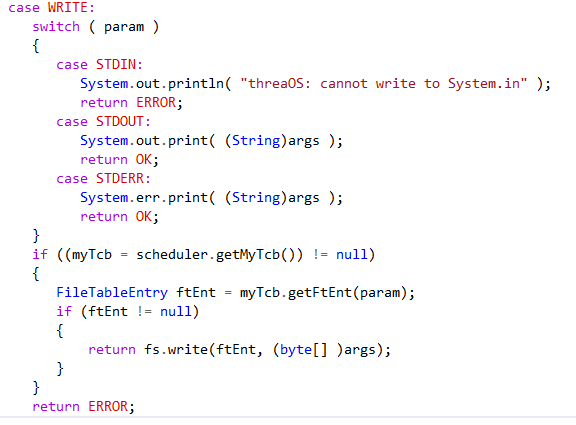 case WRITE:
   switch ( param )
   {
      case STDIN:
         System.out.println( "threaOS: cannot write to System.in" );
         return ERROR;
      case STDOUT:
         System.out.print( (String)args );
         return OK;
      case STDERR:
         System.err.print( (String)args );
         return OK;
   }
   if ((myTcb = scheduler.getMyTcb()) != null)
   {
      FileTableEntry ftEnt = myTcb.getFtEnt(param);
      if (ftEnt != null)
      {
          return fs.write(ftEnt, (byte[] )args);
      }
   }
   return ERROR;